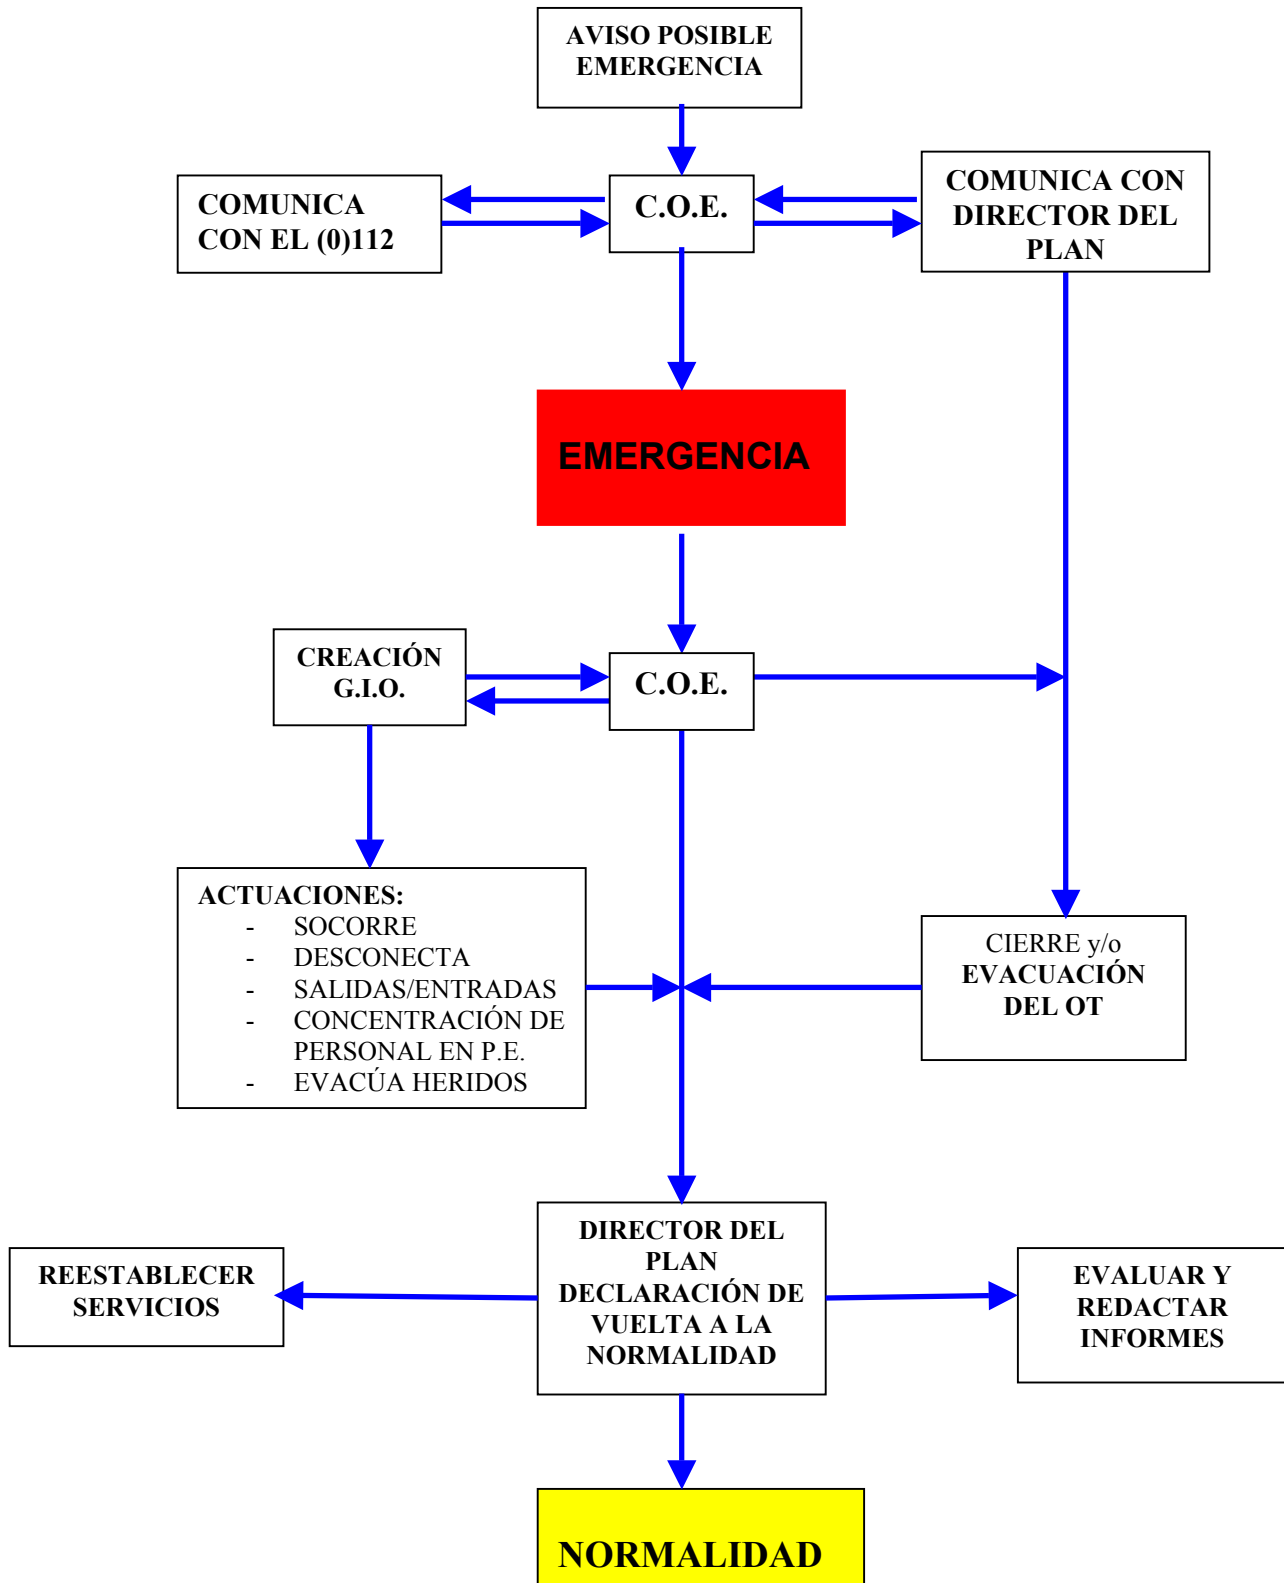 AVISO POSIBLE
EMERGENCIA
COMUNICA
CON EL (0)112
C.O.E.
COMUNICA CON
DIRECTOR DEL
PLAN
EMERGENCIA
CREACIÓN
G.I.O.
C.O.E.
ACTUACIONES:
- SOCORRE
- DESCONECTA
- SALIDAS/ENTRADAS
- CONCENTRACIÓN DE
PERSONAL EN P.E.
- EVACÚA HERIDOS
CIERRE y/o
EVACUACIÓN
DEL OT
REESTABLECER
SERVICIOS
DIRECTOR DEL
PLAN
DECLARACIÓN DE
VUELTA A LA
NORMALIDAD
EVALUAR Y
REDACTAR
INFORMES
NORMALIDAD